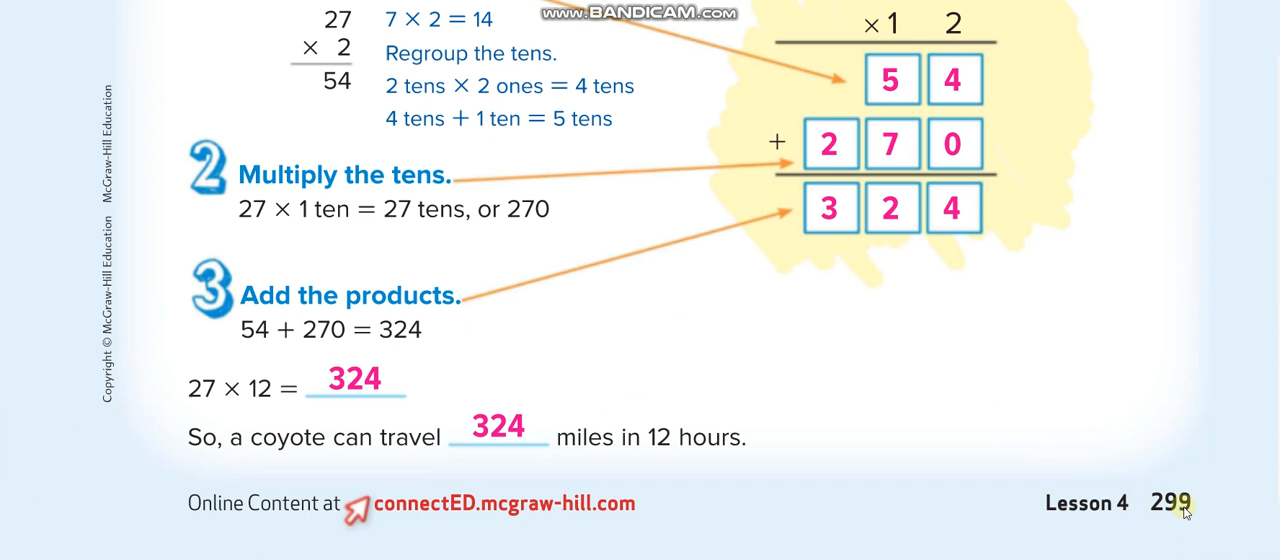 www.BANDICAM.com
27
× 2
54
7 × 2 = 14
Regroup the tens.
2 tens × 2 ones = 4 tens
4 tens + 1 ten = 5 tens
×1 2
5 4
+ 2 7 0
3 2 4
2 Multiply the tens.
27 × 1 ten = 27 tens, or 270
3 Add the products.
54 + 270 = 324
27 × 12 = 324
So, a coyote can travel 324 miles in 12 hours.
Copyright © McGraw-Hill Education McGraw-Hill Education
Online Content at connectED.mcgraw-hill.com
Lesson 4 299